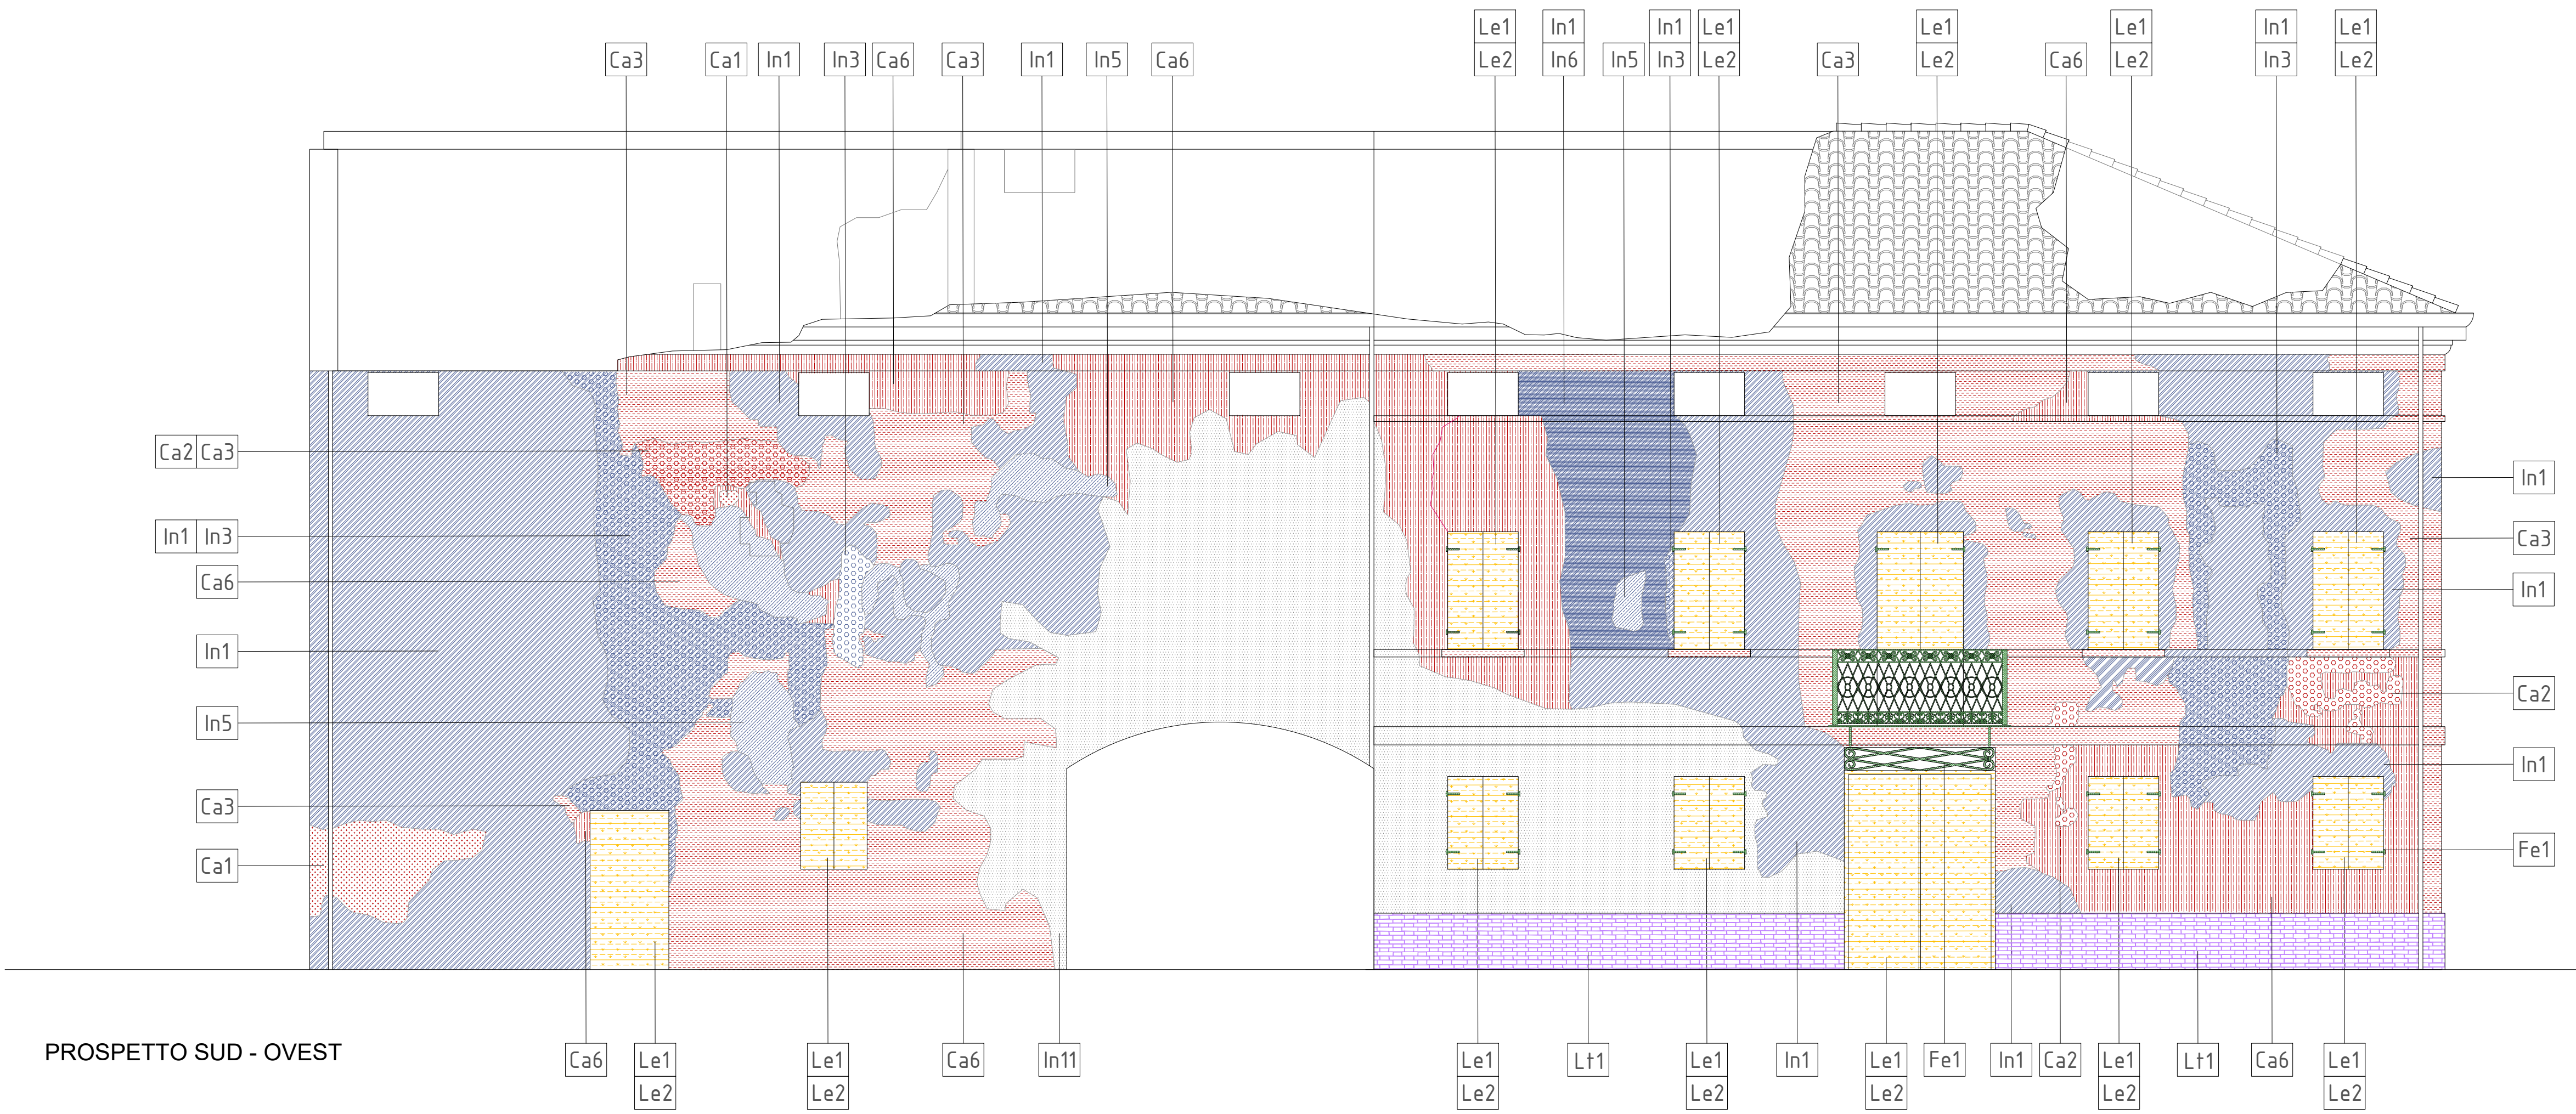 Le1 In1 In1 Le1 Le1 Le1 In1 Le1
Ca3 Ca1 In1 In3 Ca6 Ca3 In1 In5 Ca6 Le2 In6 In5 In3 Le2 Ca3 Le2 Ca6 Le2 In3 Le2
Ca2 Ca3
In1
In1 In3
Ca3
Ca6
In1
In1
Ca2
In5
In1
Ca3
Fe1
Ca1
PROSPETTO SUD - OVEST
Ca6 Le1 Le1 Ca6 In11 Le1 Lt1 Le1 In1 Le1 Fe1 In1 Ca2 Le1 Lt1 Ca6 Le1
Le2 Le2 Le2 Le2 Le2 Le2 Le2